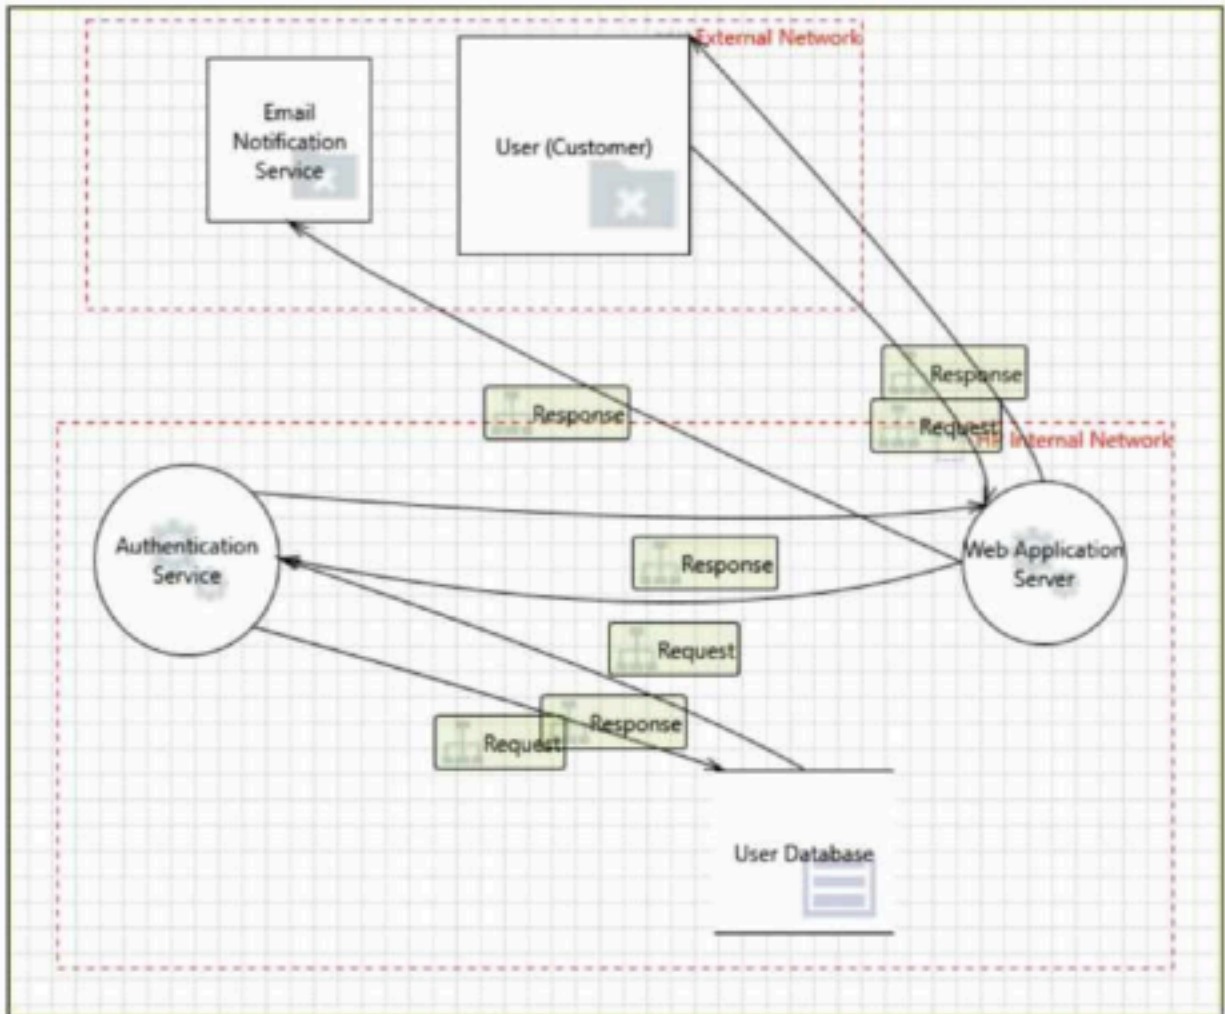 External Network
Email
Notification
Service
User (Customer)
Response
Response
Request
Internal Network
Authentication
Service
Response
Web Application
Server
Request
Response
Request
User Database